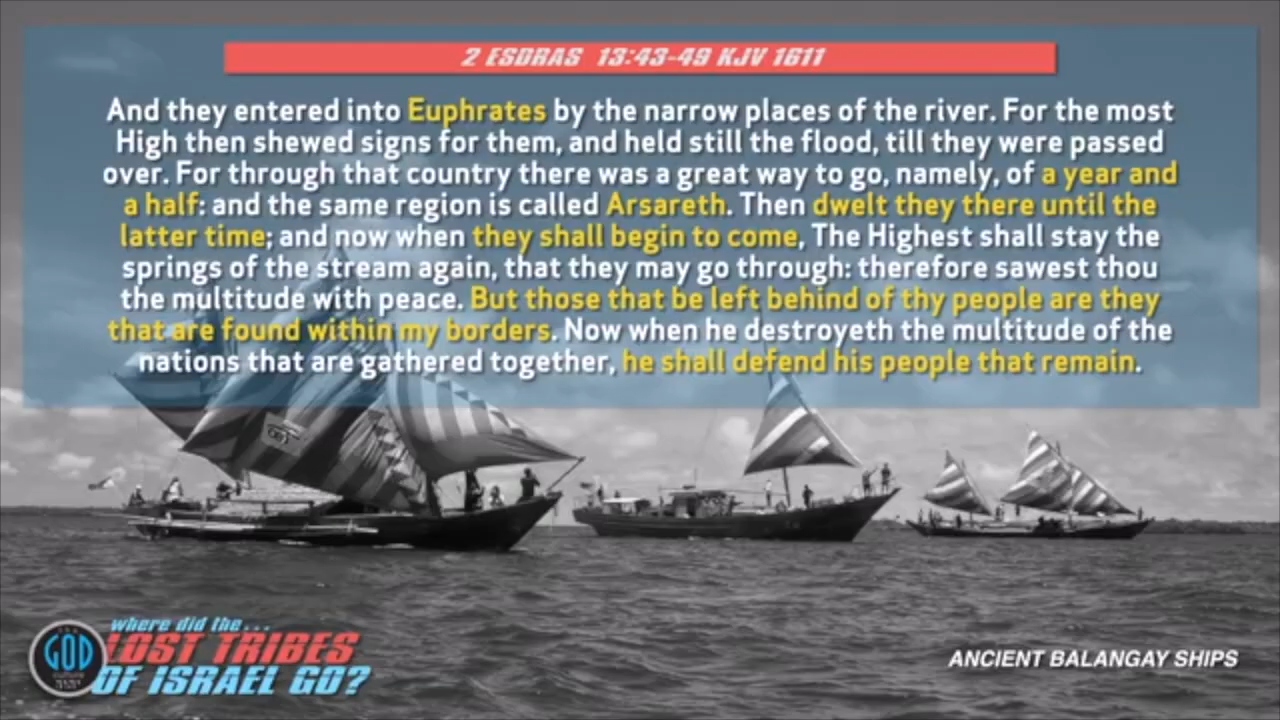 2 ESDRAS 13:43-49 KJV 1611
And they entered into Euphrates by the narrow places of the river. For the most
High then shewed signs for them, and held still the flood, till they were passed
over. For through that country there was a great way to go, namely, of a year and
a half: and the same region is called Arsareth. Then dwelt they there until the
latter time; and now when they shall begin to come, The Highest shall stay the
springs of the stream again, that they may go through: therefore sawest thou
the multitude with peace. But those that be left behind of thy people are they
that are found within my borders. Now when he destroyeth the multitude of the
nations that are gathered together, he shall defend his people that remain.
where did the...
LOST TRIBES
OF ISRAEL GO?
GOD
ANCIENT BALANGAY SHIPS